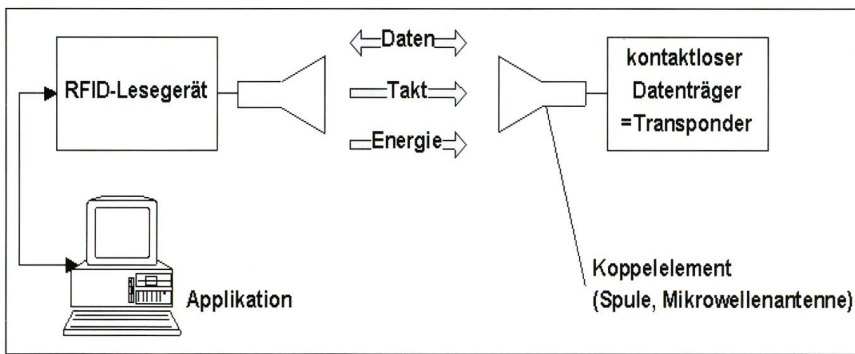 RFID-Lesegerät
Daten
Takt
Energie
kontaktloser
Datenträger
=Transponder
Applikation
Koppelelement
(Spule, Mikrowellenantenne)